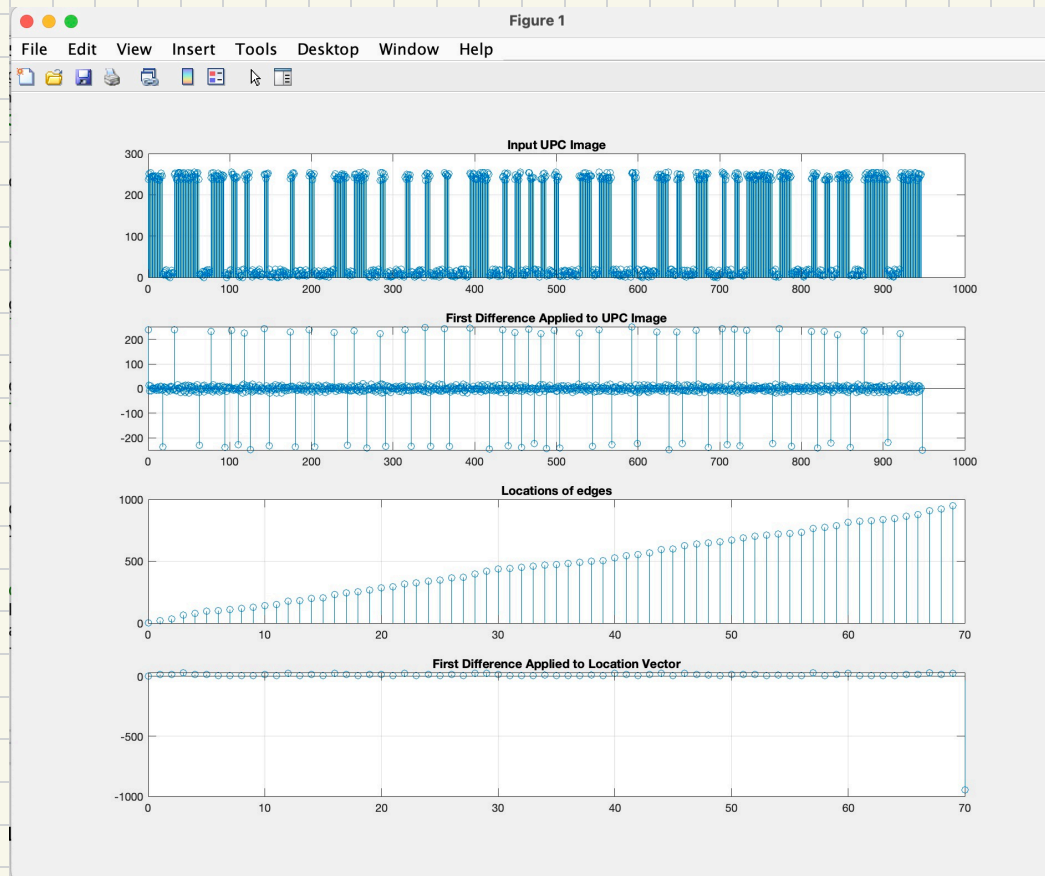 Figure 1
File Edit View Insert Tools Desktop Window Help
Input UPC Image
300
200
100
0
0 100 200 300 400 500 600 700 800 900 1000
First Difference Applied to UPC Image
200
100
0
-100
-200
0 100 200 300 400 500 600 700 800 900 1000
Locations of edges
1000
500
0
0 10 20 30 40 50 60 70
First Difference Applied to Location Vector
0
-500
-1000
0 10 20 30 40 50 60 70